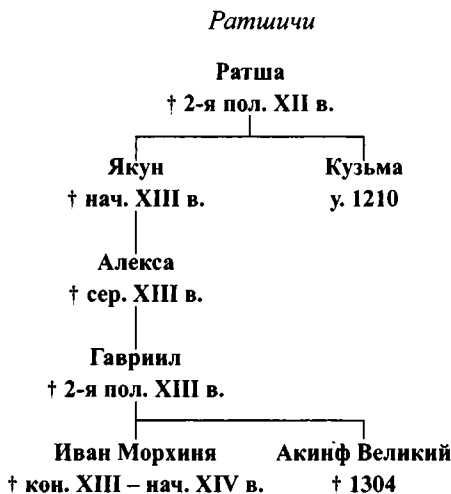 Ратшичи
Ратша
† 2-я пол. XII в.
Якун Кузьма
† нач. XIII в. у. 1210
Алекса
† сер. XIII в.
Гавриил
† 2-я пол. XIII в.
Иван Морхиня Акинф Великий
† кон. XIII – нач. XIV в. † 1304